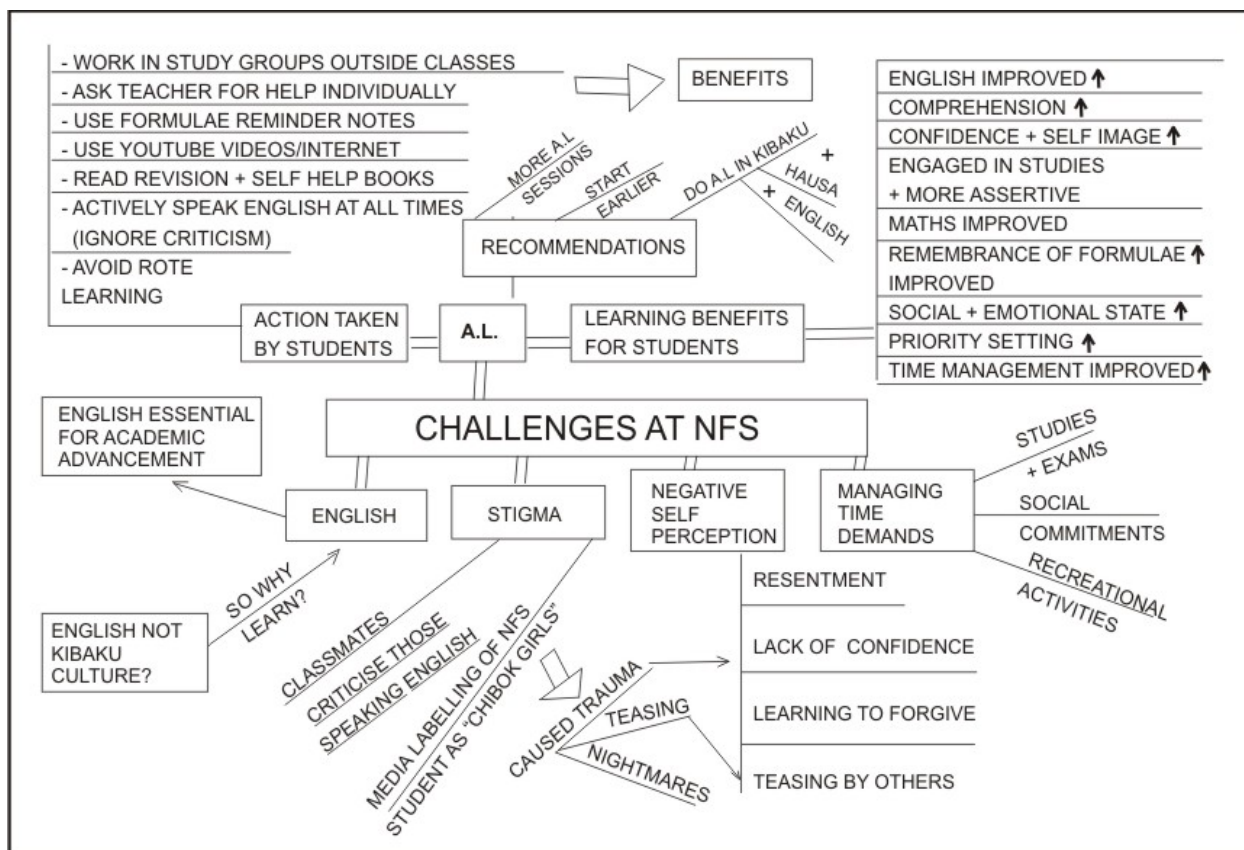 - WORK IN STUDY GROUPS OUTSIDE CLASSES
- ASK TEACHER FOR HELP INDIVIDUALLY
- USE FORMULAE REMINDER NOTES
- USE YOUTUBE VIDEOS/INTERNET
- READ REVISION + SELF HELP BOOKS
- ACTIVELY SPEAK ENGLISH AT ALL TIMES
(IGNORE CRITICISM)
- AVOID ROTE
LEARNING
BENEFITS
MORE A.L
SESSIONS
START
EARLIER
DO A.L IN KIBAKU
+
HAUSA
+ ENGLISH
RECOMMENDATIONS
ENGLISH IMPROVED ↑
COMPREHENSION ↑
CONFIDENCE + SELF IMAGE ↑
ENGAGED IN STUDIES
+ MORE ASSERTIVE
MATHS IMPROVED
REMEMBRANCE OF FORMULAE ↑
IMPROVED
SOCIAL + EMOTIONAL STATE ↑
PRIORITY SETTING ↑
TIME MANAGEMENT IMPROVED ↑
ACTION TAKEN
BY STUDENTS
A.L.
LEARNING BENEFITS
FOR STUDENTS
CHALLENGES AT NFS
ENGLISH ESSENTIAL
FOR ACADEMIC
ADVANCEMENT
ENGLISH
SO WHY
LEARN?
ENGLISH NOT
KIBAKU
CULTURE?
STIGMA
CLASSMATES
CRITICISE THOSE
SPEAKING ENGLISH
MEDIA LABELLING OF NFS
STUDENT AS "CHIBOK GIRLS"
CAUSED TRAUMA
TEASING
NIGHTMARES
NEGATIVE
SELF
PERCEPTION
RESENTMENT
LACK OF CONFIDENCE
LEARNING TO FORGIVE
TEASING BY OTHERS
MANAGING
TIME
DEMANDS
STUDIES
+ EXAMS
SOCIAL
COMMITMENTS
RECREATIONAL
ACTIVITIES